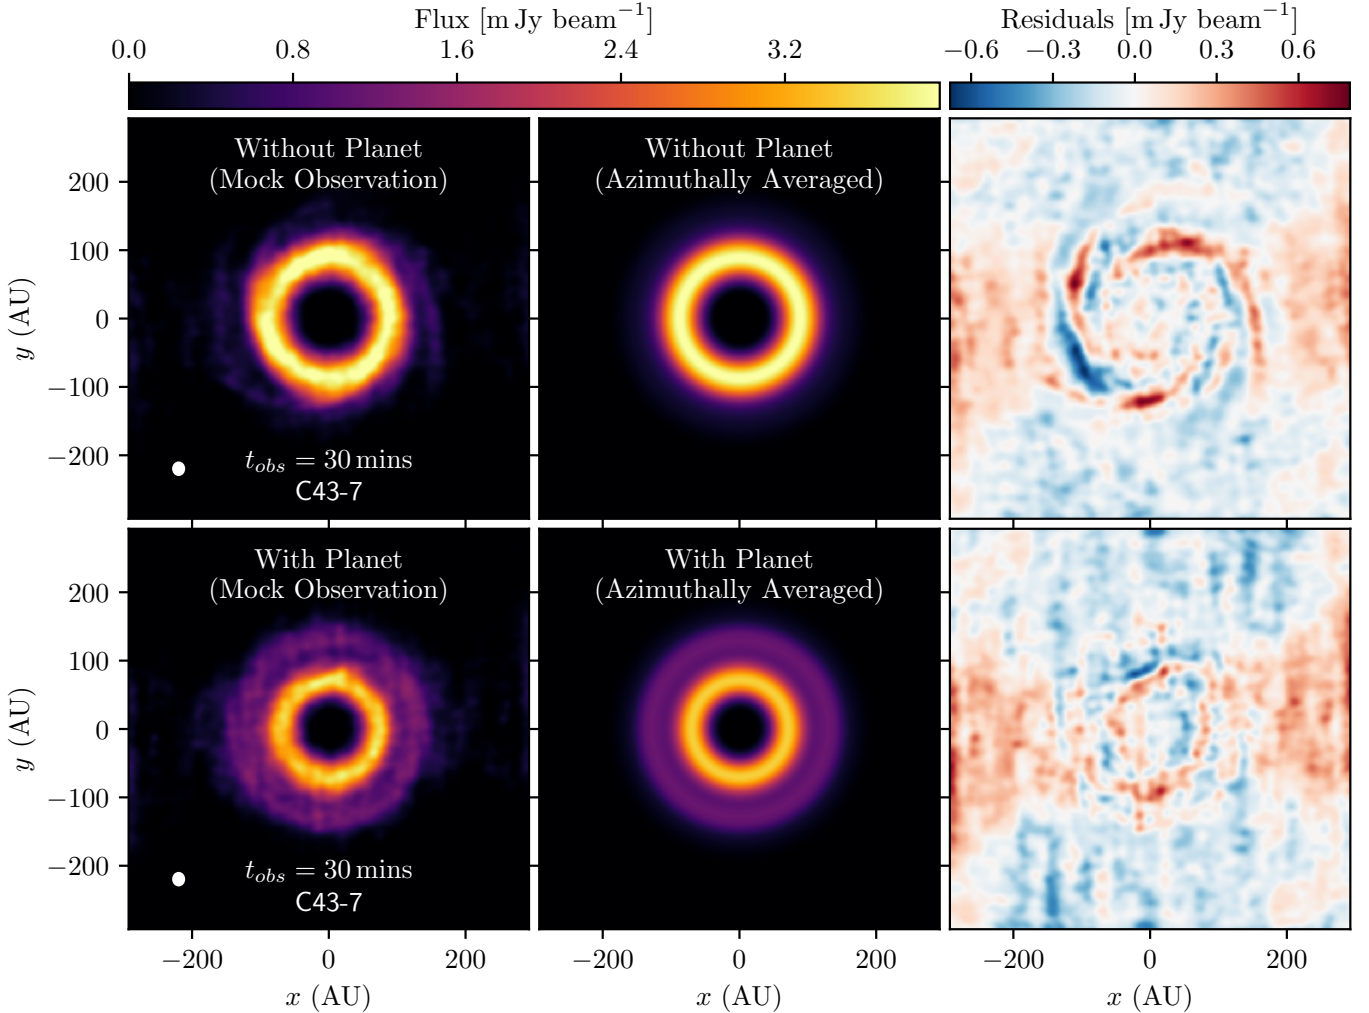 Flux [m Jy beam⁻¹]
Residuals [m Jy beam⁻¹]
0.0 0.8 1.6 2.4 3.2
−0.6 −0.3 0.0 0.3 0.6
Without Planet
(Mock Observation)
Without Planet
(Azimuthally Averaged)
200
100
0
−100
−200
y (AU)
t_obs = 30 mins
C43-7
With Planet
(Mock Observation)
With Planet
(Azimuthally Averaged)
200
100
0
−100
−200
y (AU)
t_obs = 30 mins
C43-7
−200 0 200
−200 0 200
−200 0 200
x (AU)
x (AU)
x (AU)